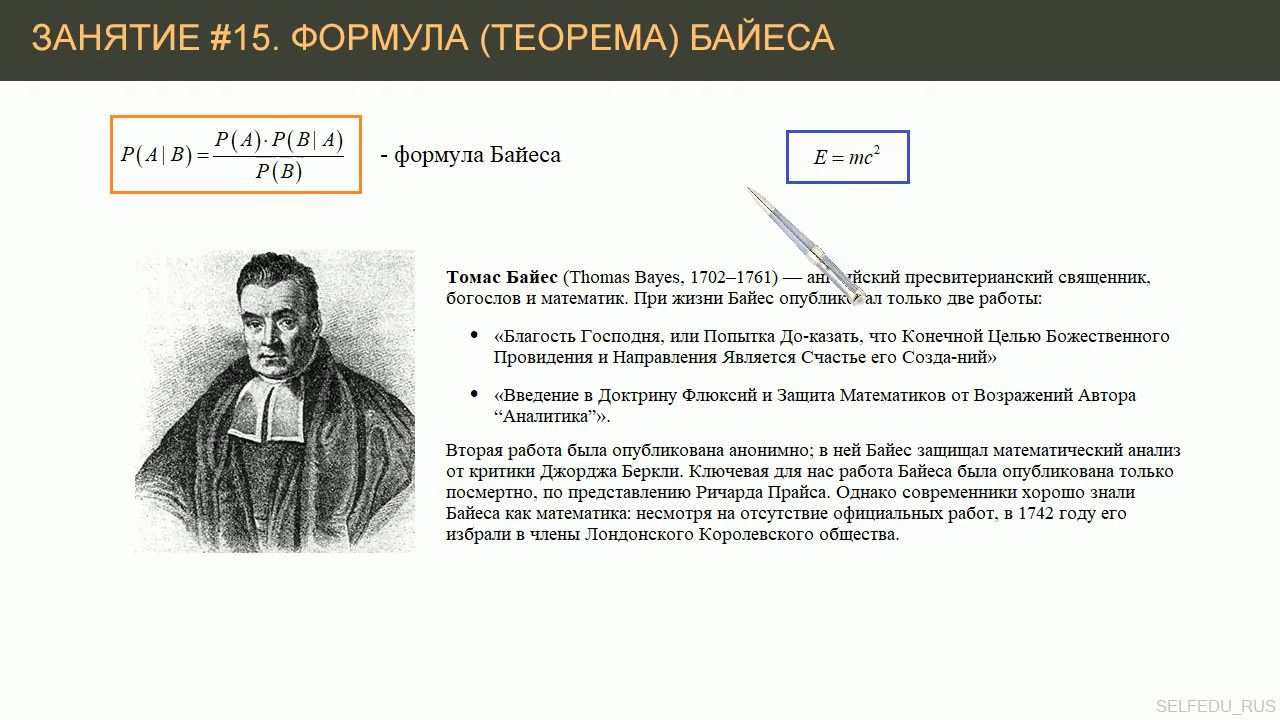 ЗАНЯТИЕ #15. ФОРМУЛА (ТЕОРЕМА) БАЙЕСА
P(A | B) = P(A) · P(B | A) / P(B)
- формула Байеса
E = mc²
Томас Байес (Thomas Bayes, 1702–1761) — английский пресвитерианский священник,
богослов и математик. При жизни Байес опубликовал только две работы:
• «Благость Господня, или Попытка До-казать, что Конечной Целью Божественного
Провидения и Направления Является Счастье его Созда-ний»
• «Введение в Доктрину Флюксий и Защита Математиков от Возражений Автора
“Аналитика”».
Вторая работа была опубликована анонимно; в ней Байес защищал математический анализ
от критики Джорджа Беркли. Ключевая для нас работа Байеса была опубликована только
посмертно, по представлению Ричарда Прайса. Однако современники хорошо знали
Байеса как математика: несмотря на отсутствие официальных работ, в 1742 году его
избрали в члены Лондонского Королевского общества.
SELFEDU_RUS